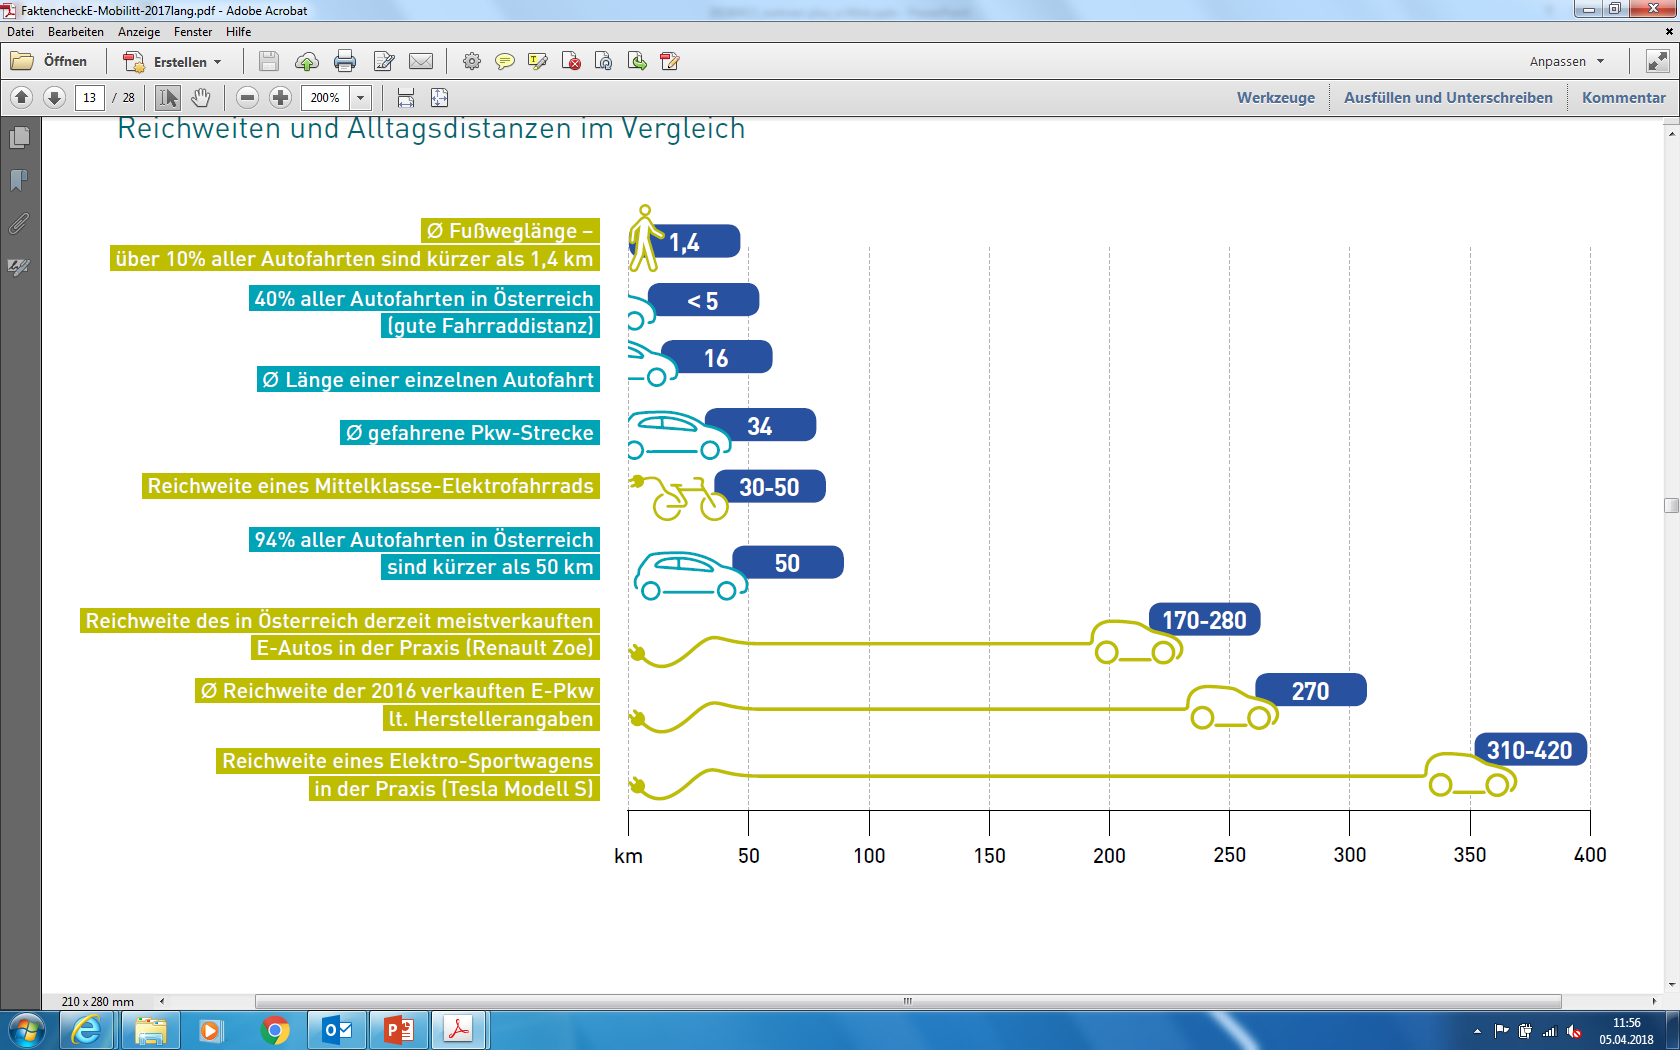 FaktencheckE-Mobilitt-2017lang.pdf - Adobe Acrobat
Datei Bearbeiten Anzeige Fenster Hilfe
Öffnen Erstellen Anpassen
13 / 28 200% Werkzeuge Ausfüllen und Unterschreiben Kommentar
Reichweiten und Alltagsdistanzen im Vergleich
Ø Fußweglänge –
über 10% aller Autofahrten sind kürzer als 1,4 km
1,4
40% aller Autofahrten in Österreich
(gute Fahrraddistanz)
< 5
Ø Länge einer einzelnen Autofahrt
16
Ø gefahrene Pkw-Strecke
34
Reichweite eines Mittelklasse-Elektrofahrrads
30-50
94% aller Autofahrten in Österreich
sind kürzer als 50 km
50
Reichweite des in Österreich derzeit meistverkauften
E-Autos in der Praxis (Renault Zoe)
170-280
Ø Reichweite der 2016 verkauften E-Pkw
lt. Herstellerangaben
270
Reichweite eines Elektro-Sportwagens
in der Praxis (Tesla Modell S)
310-420
km 50 100 150 200 250 300 350 400
210 x 280 mm
11:56
05.04.2018